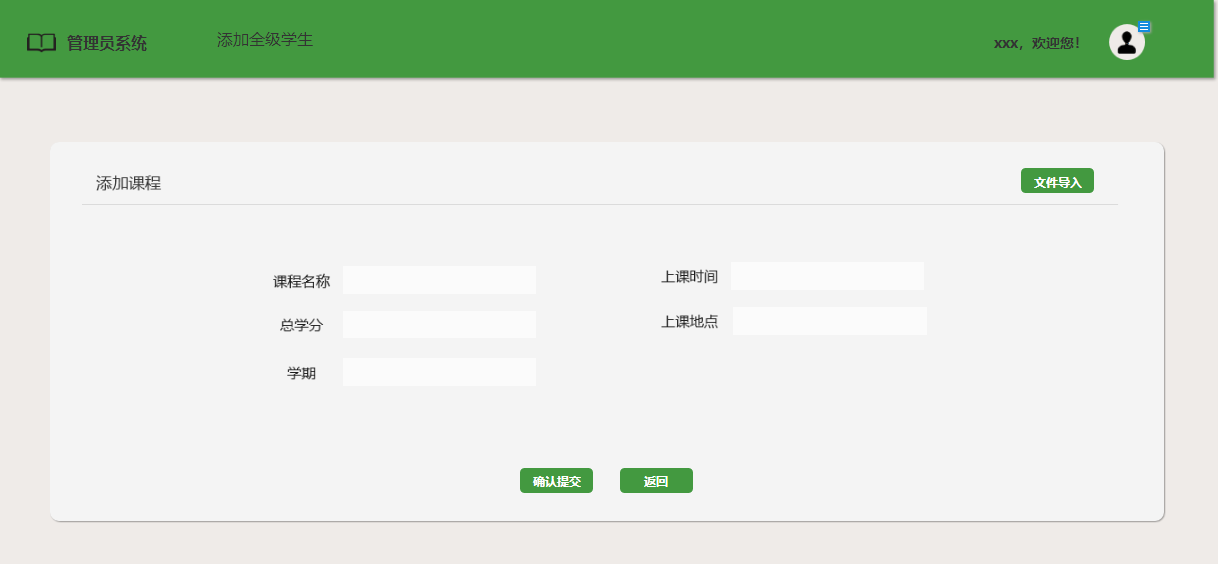 管理员系统
添加全级学生
xxx，欢迎您！
添加课程
文件导入
课程名称
上课时间
总学分
上课地点
学期
确认提交
返回